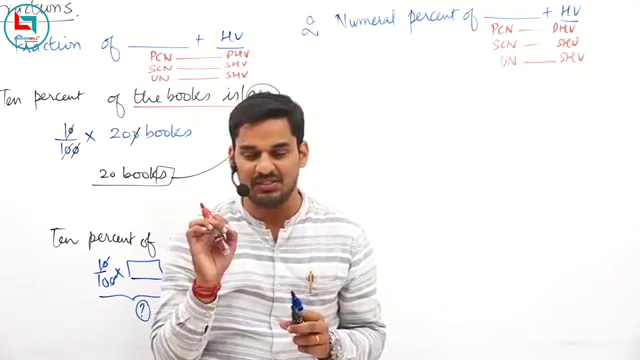 Fractions.
Fraction of ______ + HV
PCN —— PHV
SCN —— SHV
UN —— SHV
Ten percent of the books is/
10/100 × 200 books
20 books
Ten percent of
10/100 ×
?
2 Numeral percent of ______ + HV
PCN —— PHV
SCN — SHV
UN —— SHV